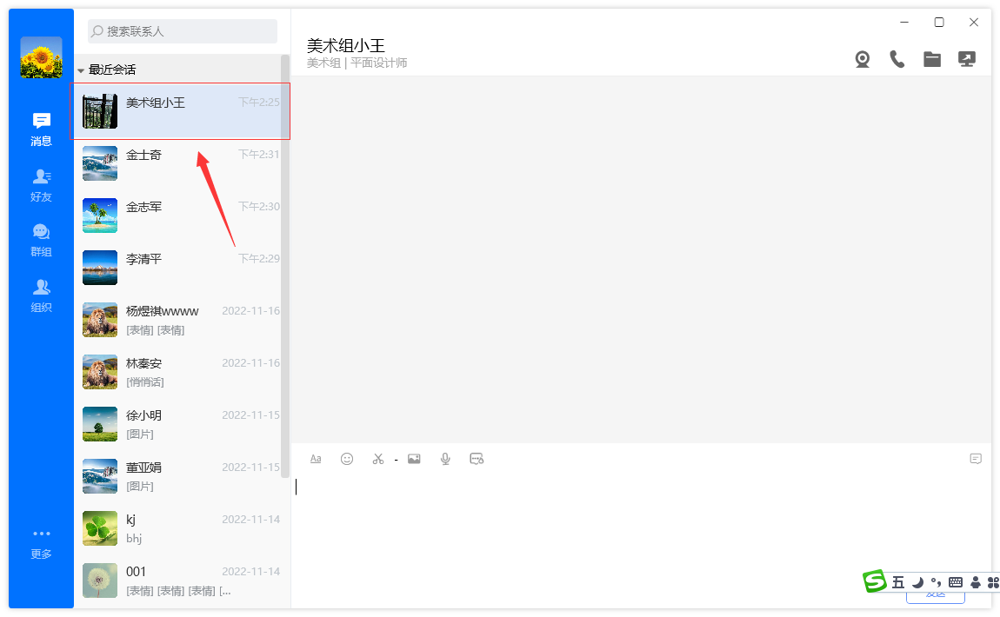 搜索联系人
最近会话
消息
好友
群组
组织
更多
美术组小王 下午2:25
金士奇 下午2:31
金志军 下午2:30
李清平 下午2:29
杨煜祺wwww 2022-11-16
[表情] [表情]
林秦安 2022-11-16
[悄悄话]
徐小明 2022-11-15
[图片]
董亚娟 2022-11-15
[图片]
kj 2022-11-14
bhj
001 2022-11-14
[表情] [表情] [表情] [...
美术组小王
美术组 | 平面设计师
Aa
S 五
发送